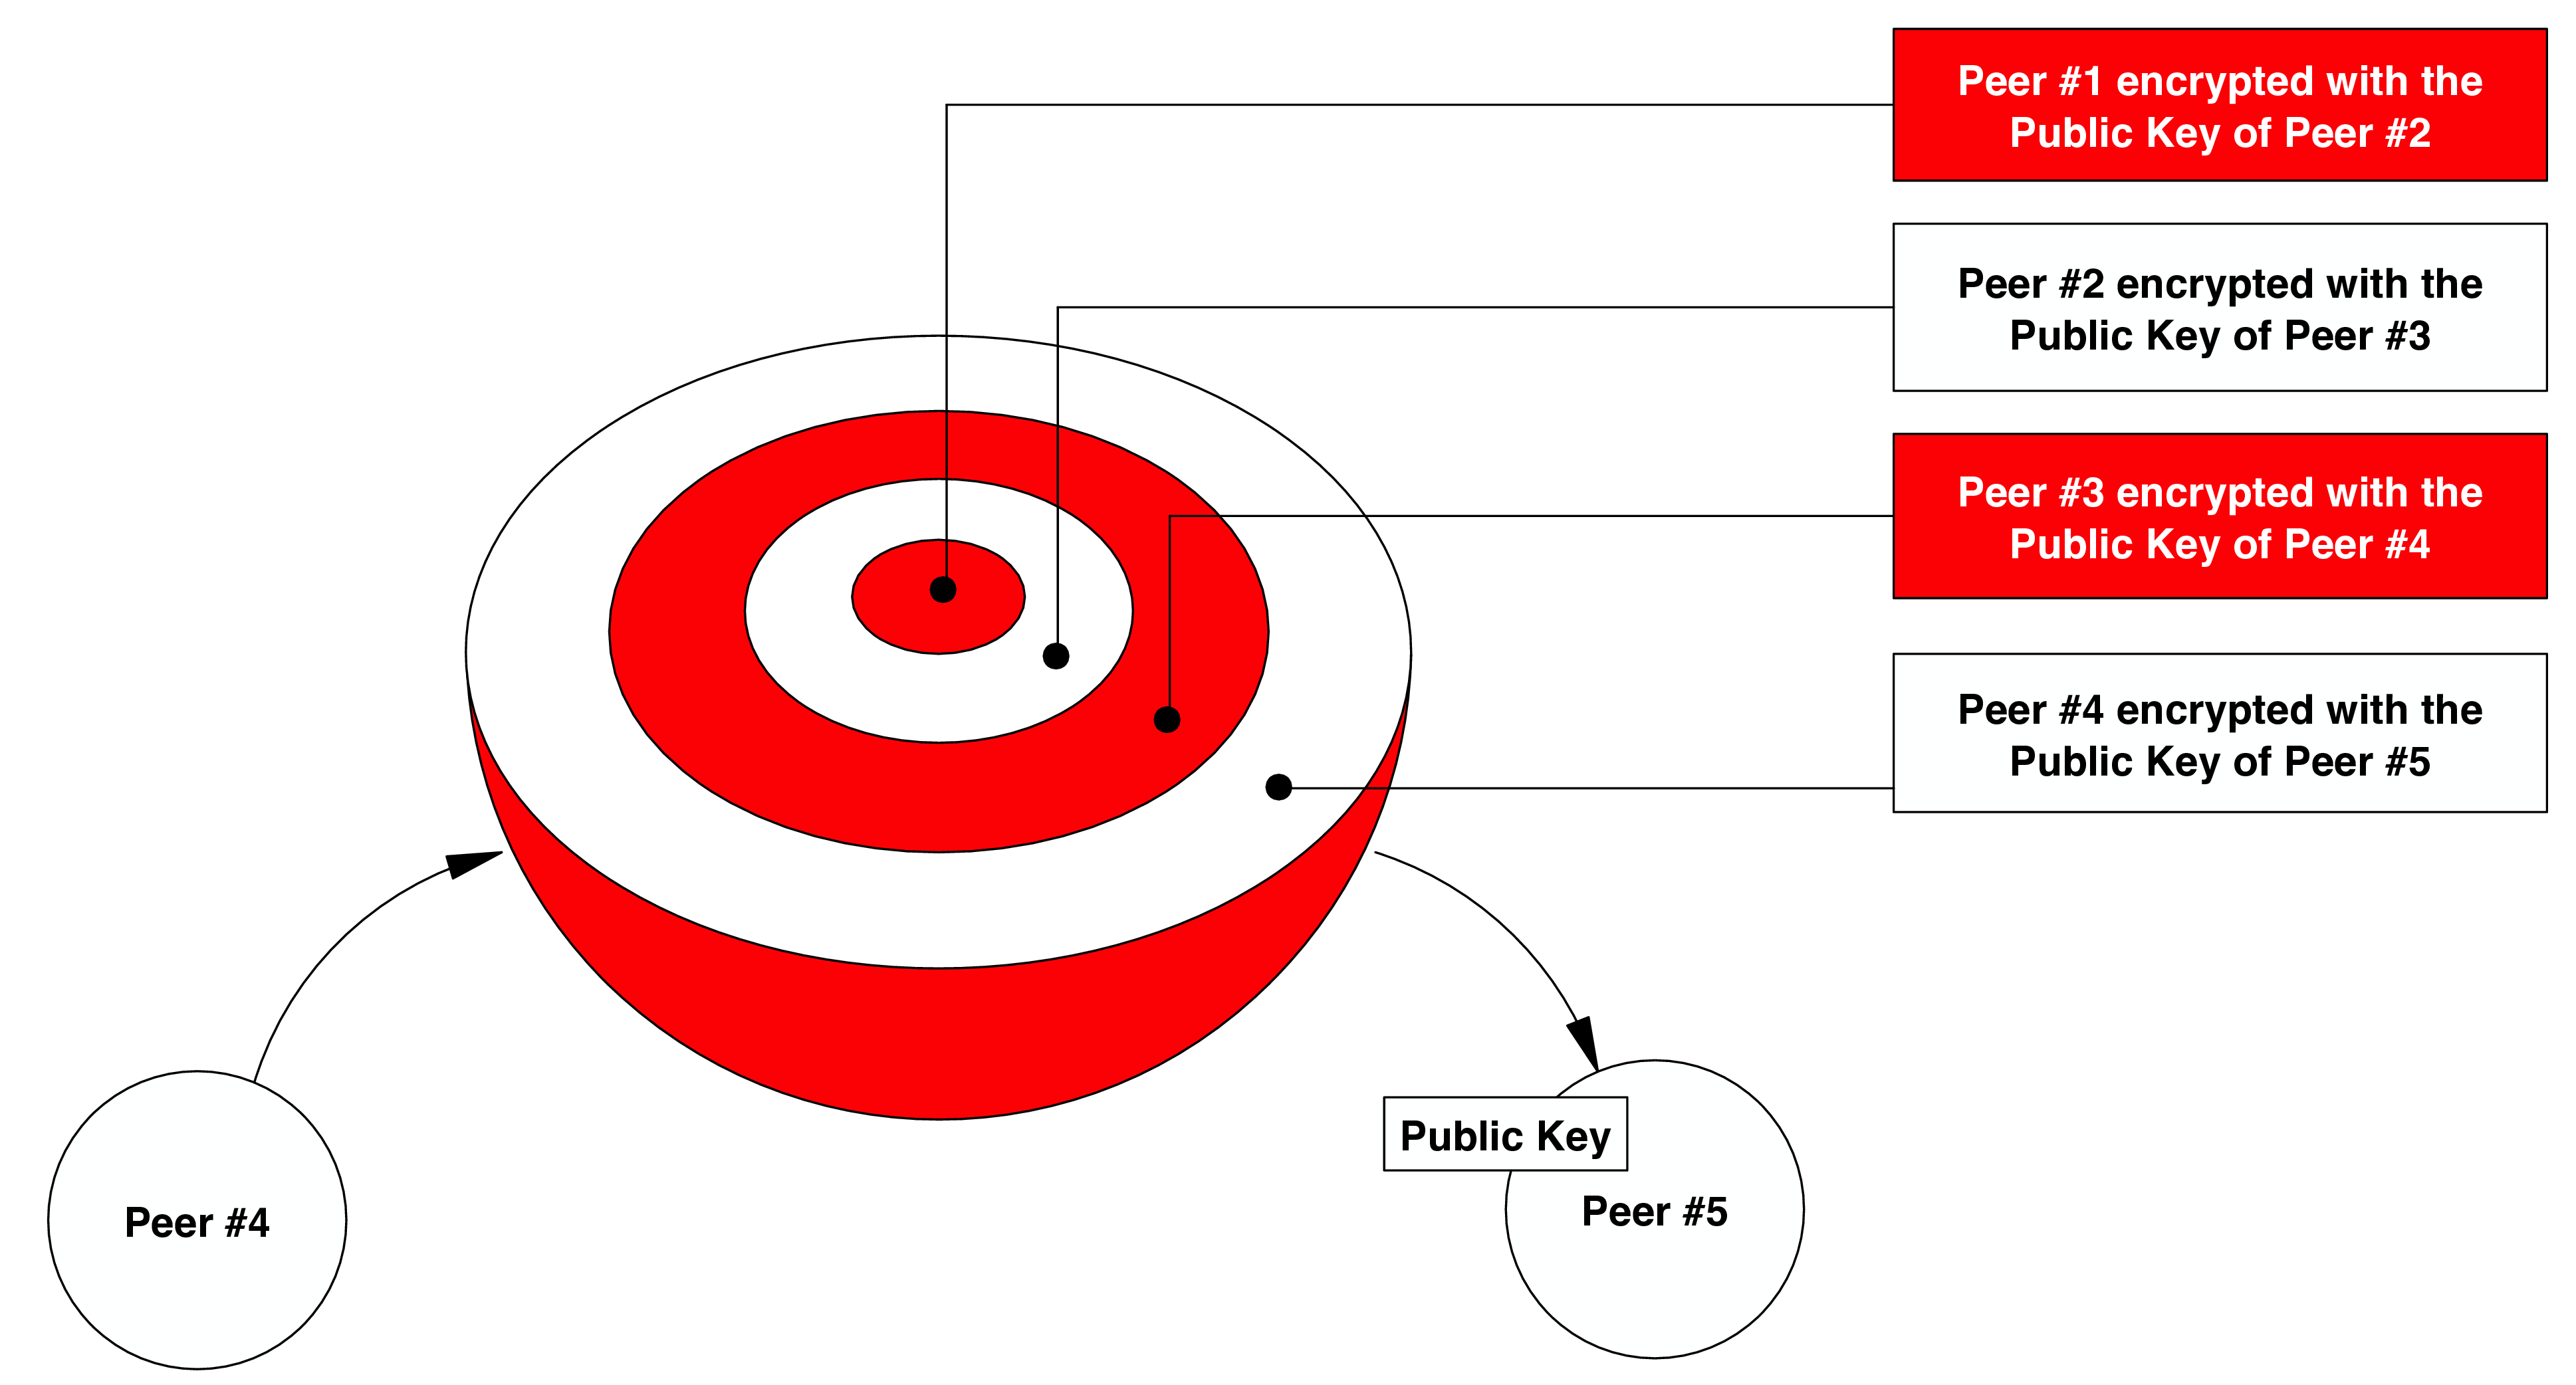 Peer #1 encrypted with the
Public Key of Peer #2
Peer #2 encrypted with the
Public Key of Peer #3
Peer #3 encrypted with the
Public Key of Peer #4
Peer #4 encrypted with the
Public Key of Peer #5
Public Key
Peer #4
Peer #5